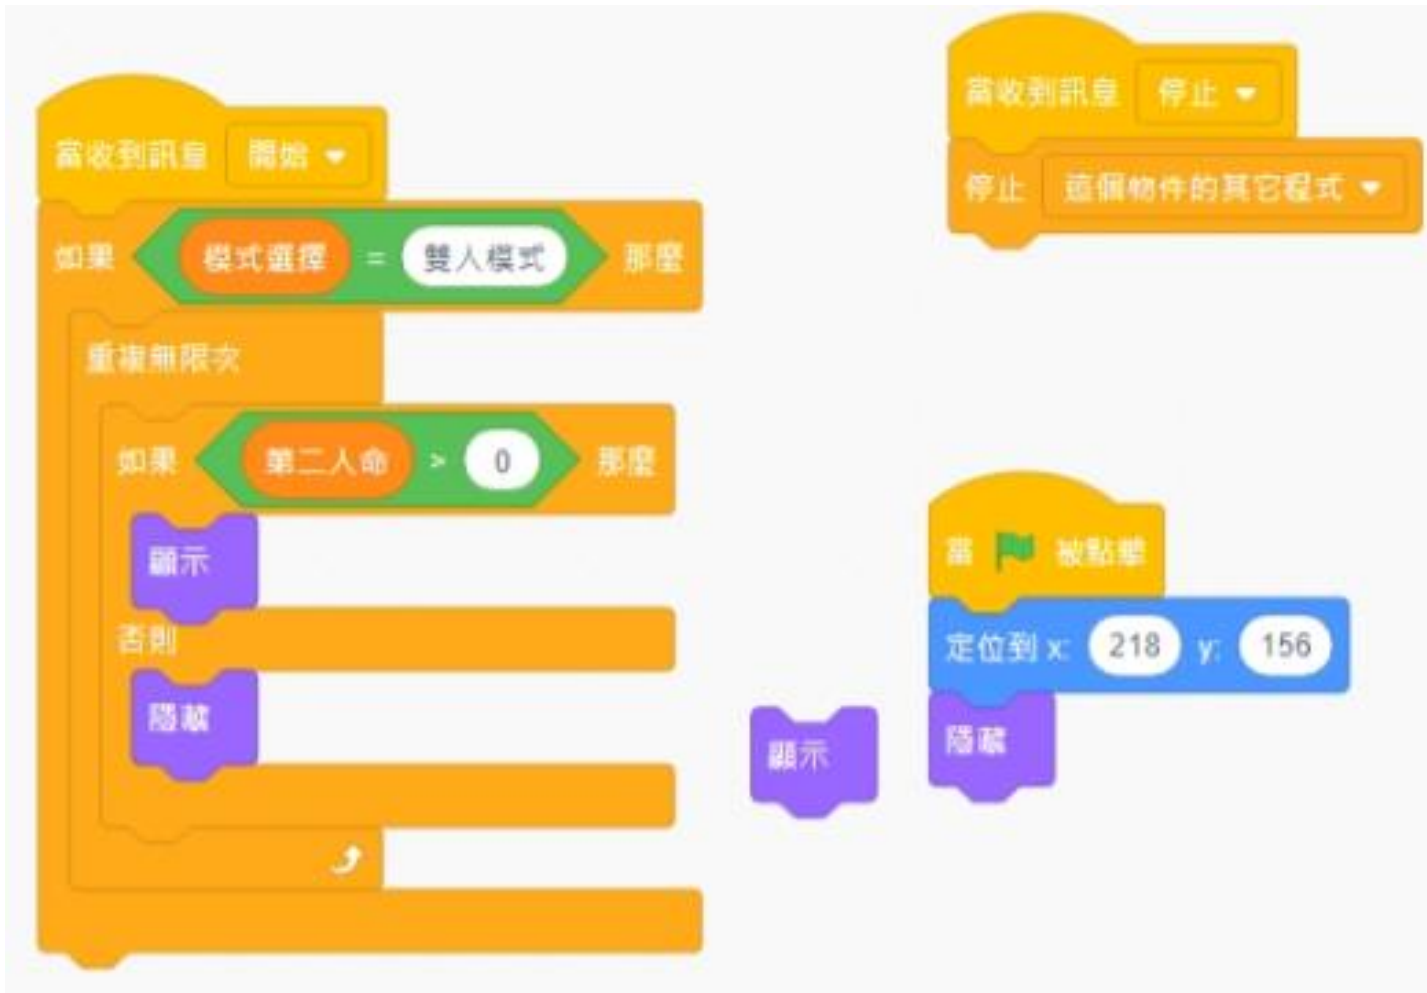 當收到訊息 開始
如果 模式選擇 = 雙人模式 那麼
重複無限次
如果 第二人命 > 0 那麼
顯示
否則
隱藏
當收到訊息 停止
停止 這個物件的其它程式
當 被點擊
定位到 x: 218 y: 156
隱藏
顯示